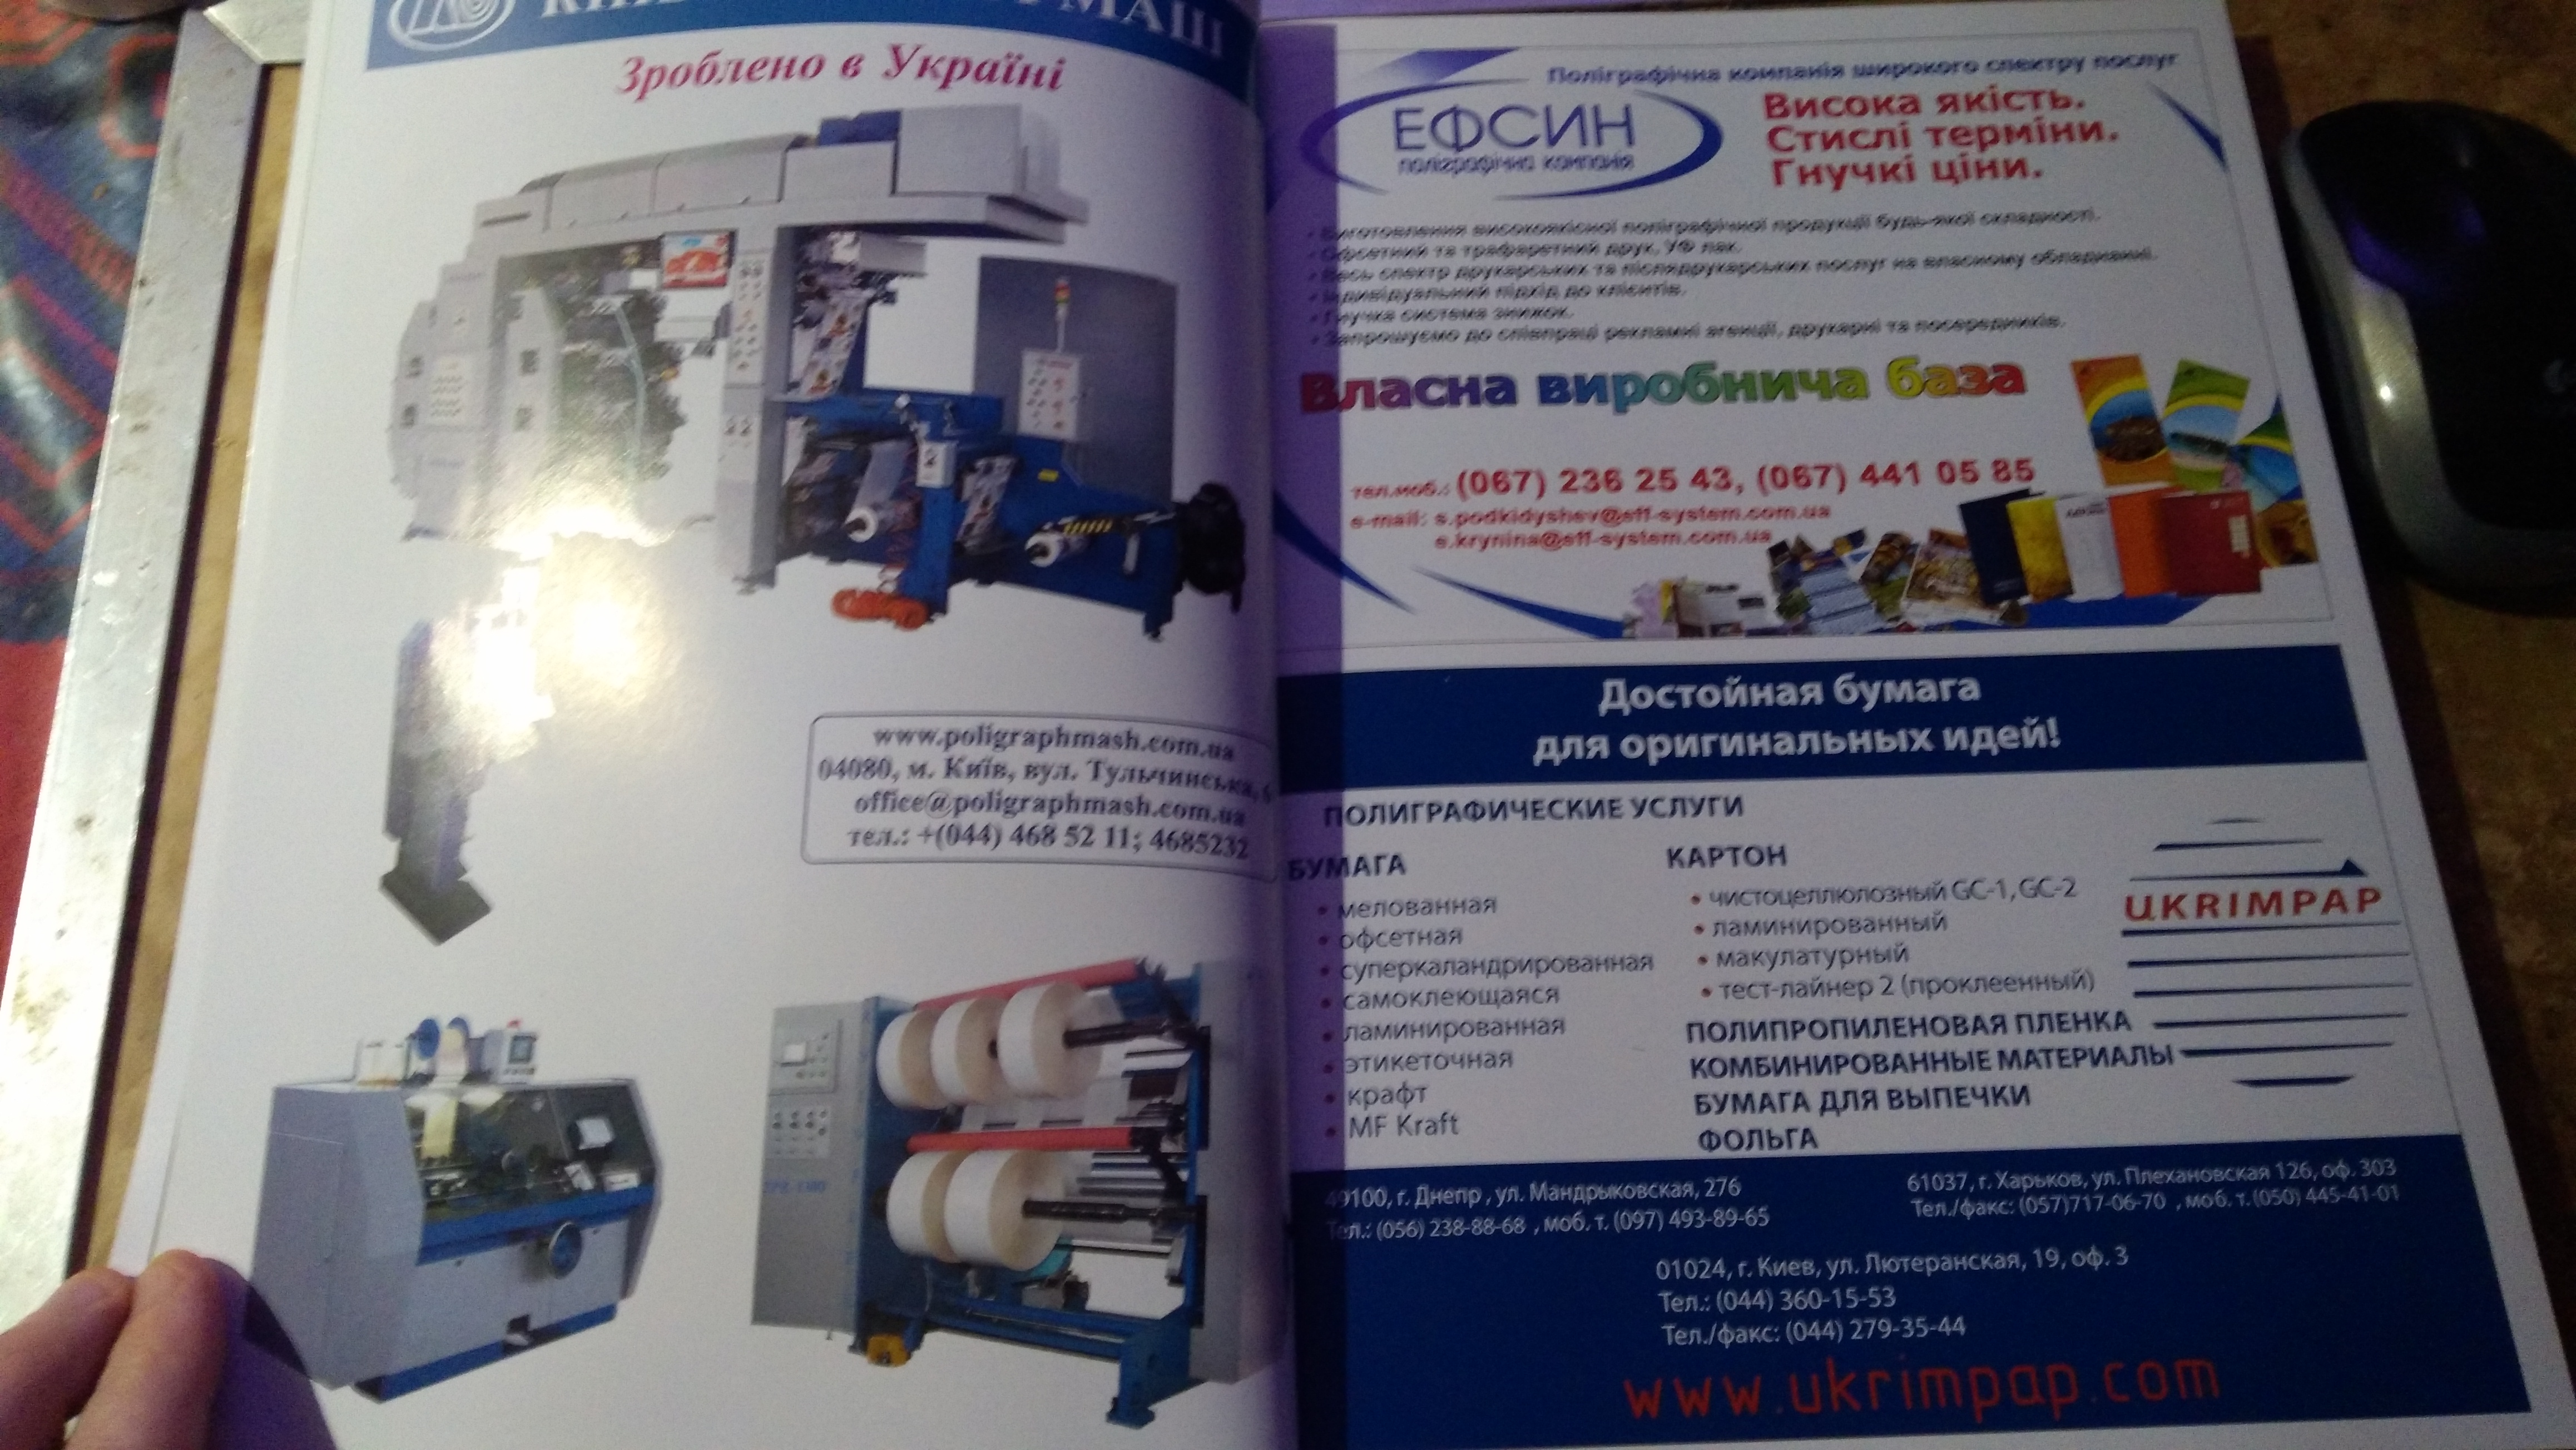 Зроблено в Україні
www.poligraphmash.com.ua
04080, м. Київ, вул. Тульчинська,
office@poligraphmash.com.ua
тел.: +(044) 468 52 11; 4685232
Поліграфічна компанія широкого спектру послуг
ЕФСИН
поліграфічна компанія
Висока якість.
Стислі терміни.
Гнучкі ціни.
• Виготовлення високоякісної поліграфічної продукції будь-якої складності.
• Офсетний та трафаретний друк, УФ лак.
• Весь спектр друкарських та післядрукарських послуг на власному обладнанні.
• Індивідуальний підхід до клієнтів.
• Гнучка система знижок.
• Запрошуємо до співпраці рекламні агенції, друкарні та посередників.
Власна виробнича база
тел.моб.: (067) 236 25 43, (067) 441 05 85
e-mail: s.podkidyshev@eff-system.com.ua
e.krynina@eff-system.com.ua
Достойная бумага
для оригинальных идей!
ПОЛИГРАФИЧЕСКИЕ УСЛУГИ
БУМАГА
• мелованная
• офсетная
• суперкаландрированная
• самоклеющаяся
• ламинированная
• этикеточная
• крафт
• MF Kraft
КАРТОН
• чистоцеллюлозный GC-1, GC-2
• ламинированный
• макулатурный
• тест-лайнер 2 (проклеенный)
ПОЛИПРОПИЛЕНОВАЯ ПЛЕНКА
КОМБИНИРОВАННЫЕ МАТЕРИАЛЫ
БУМАГА ДЛЯ ВЫПЕЧКИ
ФОЛЬГА
UKRIMPAP
49100, г. Днепр , ул. Мандрыковская, 276
Тел.: (056) 238-88-68 , моб. т. (097) 493-89-65
61037, г. Харьков, ул. Плехановская 126, оф. 303
Тел./факс: (057)717-06-70 , моб. т. (050) 445-41-01
01024, г. Киев, ул. Лютеранская, 19, оф. 3
Тел.: (044) 360-15-53
Тел./факс: (044) 279-35-44
www.ukrimpap.com